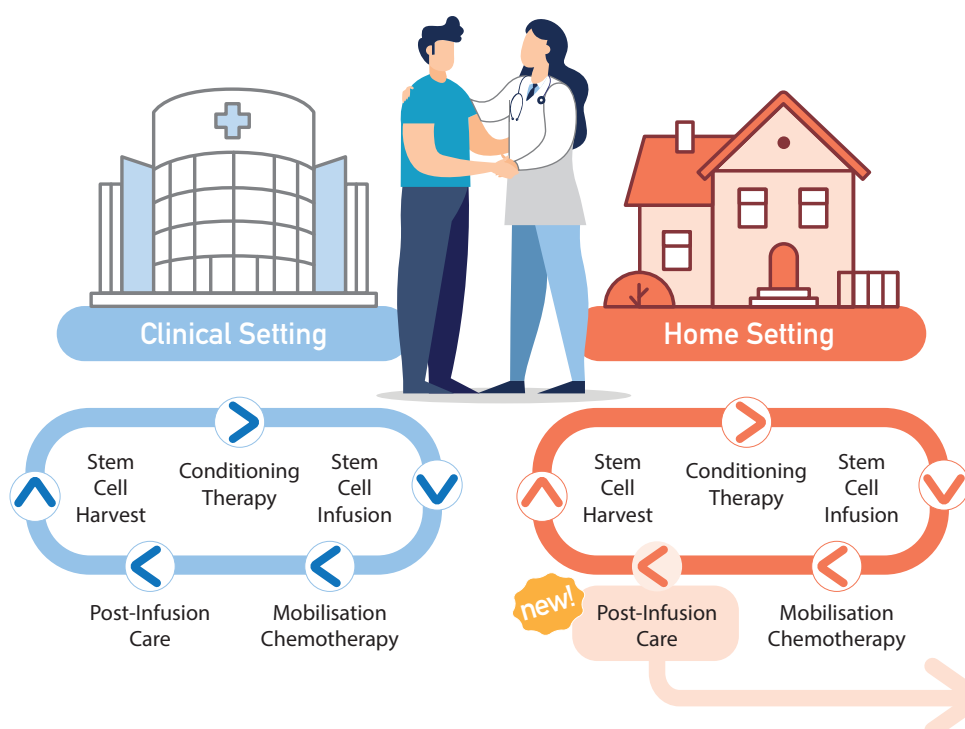 Clinical Setting
Home Setting
Stem
Cell
Harvest
Conditioning
Therapy
Stem
Cell
Infusion
Post-Infusion
Care
Mobilisation
Chemotherapy
Stem
Cell
Harvest
Conditioning
Therapy
Stem
Cell
Infusion
new!
Post-Infusion
Care
Mobilisation
Chemotherapy